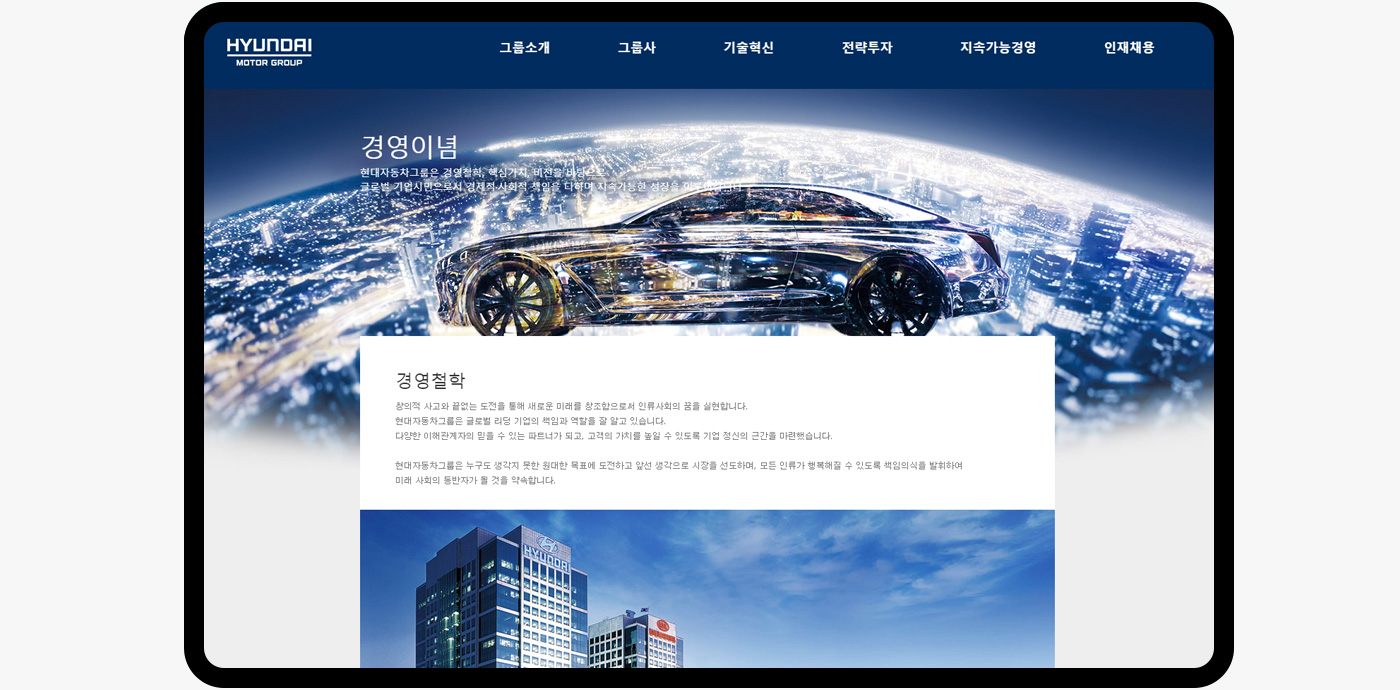 HYUNDAI
MOTOR GROUP
그룹소개 그룹사 기술혁신 전략투자 지속가능경영 인재채용
경영이념
현대자동차그룹은 경영철학, 핵심가치, 비전을 바탕으로
글로벌 기업시민으로서 경제적·사회적 책임을 다하며 지속가능한 성장을
경영철학
창의적 사고와 끝없는 도전을 통해 새로운 미래를 창조함으로써 인류사회의 꿈을 실현합니다.
현대자동차그룹은 글로벌 리딩 기업의 책임과 역할을 잘 알고 있습니다.
다양한 이해관계자의 믿을 수 있는 파트너가 되고, 고객의 가치를 높일 수 있도록 기업 정신의 근간을 마련했습니다.
현대자동차그룹은 누구도 생각지 못한 원대한 목표에 도전하고 앞선 생각으로 시장을 선도하며, 모든 인류가 행복해질 수 있도록 책임의식을 발휘하여
미래 사회의 동반자가 될 것을 약속합니다.
HYUNDAI